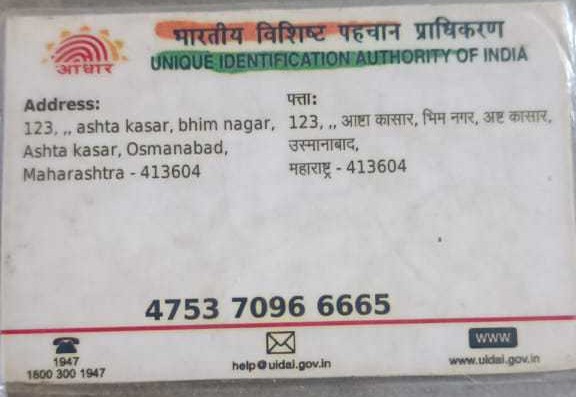 भारतीय विशिष्ट पहचान प्राधिकरण
आधार
UNIQUE IDENTIFICATION AUTHORITY OF INDIA
Address:
123, ,, ashta kasar, bhim nagar,
Ashta kasar, Osmanabad,
Maharashtra - 413604
पत्ता:
123, ,, आष्टा कासार, भिम नगर, अष्ट कासार,
उस्मानाबाद,
महाराष्ट्र - 413604
4753 7096 6665
1947
1800 300 1947
help@uidai.gov.in
WWW
www.uidai.gov.in